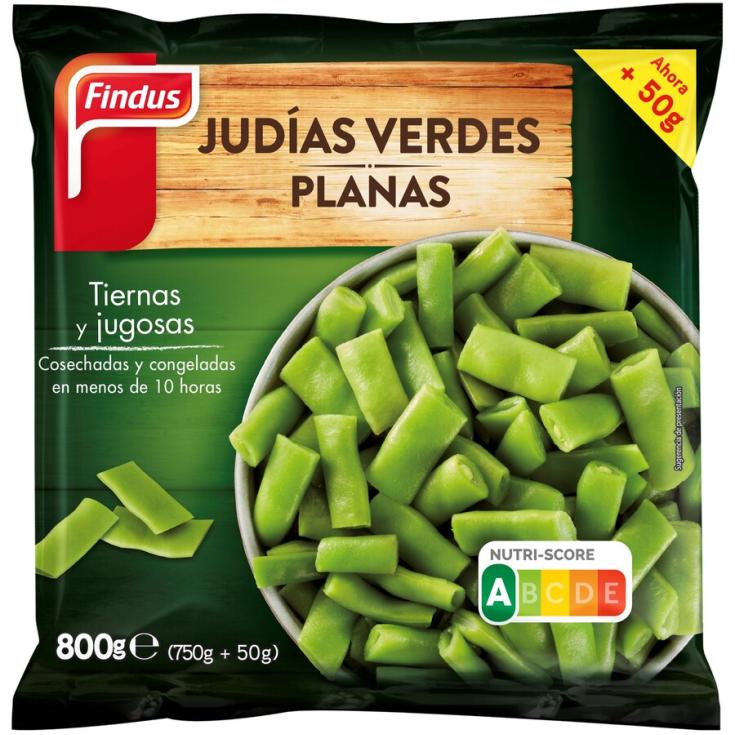 Findus
JUDÍAS VERDES
PLANAS
Ahora
+ 50g
Tiernas
y jugosas
Cosechadas y congeladas
en menos de 10 horas
Sugerencia de presentación
NUTRI-SCORE
A B C D E
800g ℮ (750g + 50g)